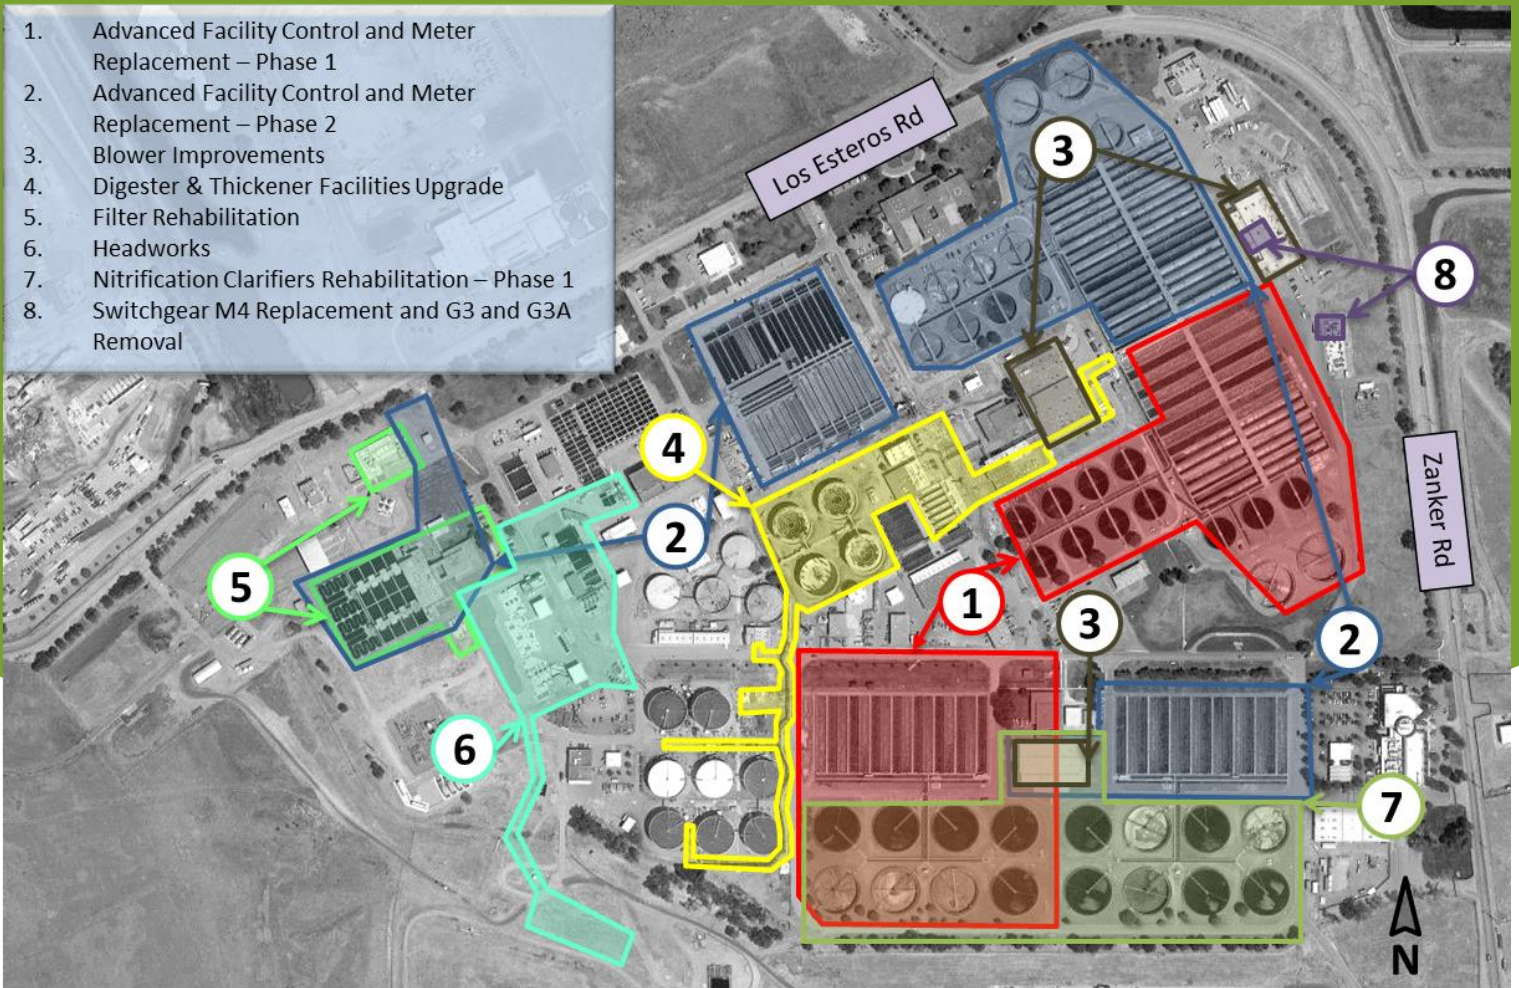 1. Advanced Facility Control and Meter
Replacement – Phase 1
2. Advanced Facility Control and Meter
Replacement – Phase 2
3. Blower Improvements
4. Digester & Thickener Facilities Upgrade
5. Filter Rehabilitation
6. Headworks
7. Nitrification Clarifiers Rehabilitation – Phase 1
8. Switchgear M4 Replacement and G3 and G3A
Removal
Los Esteros Rd
3
8
4
2
5
Zanker Rd
1
3
2
6
7
N